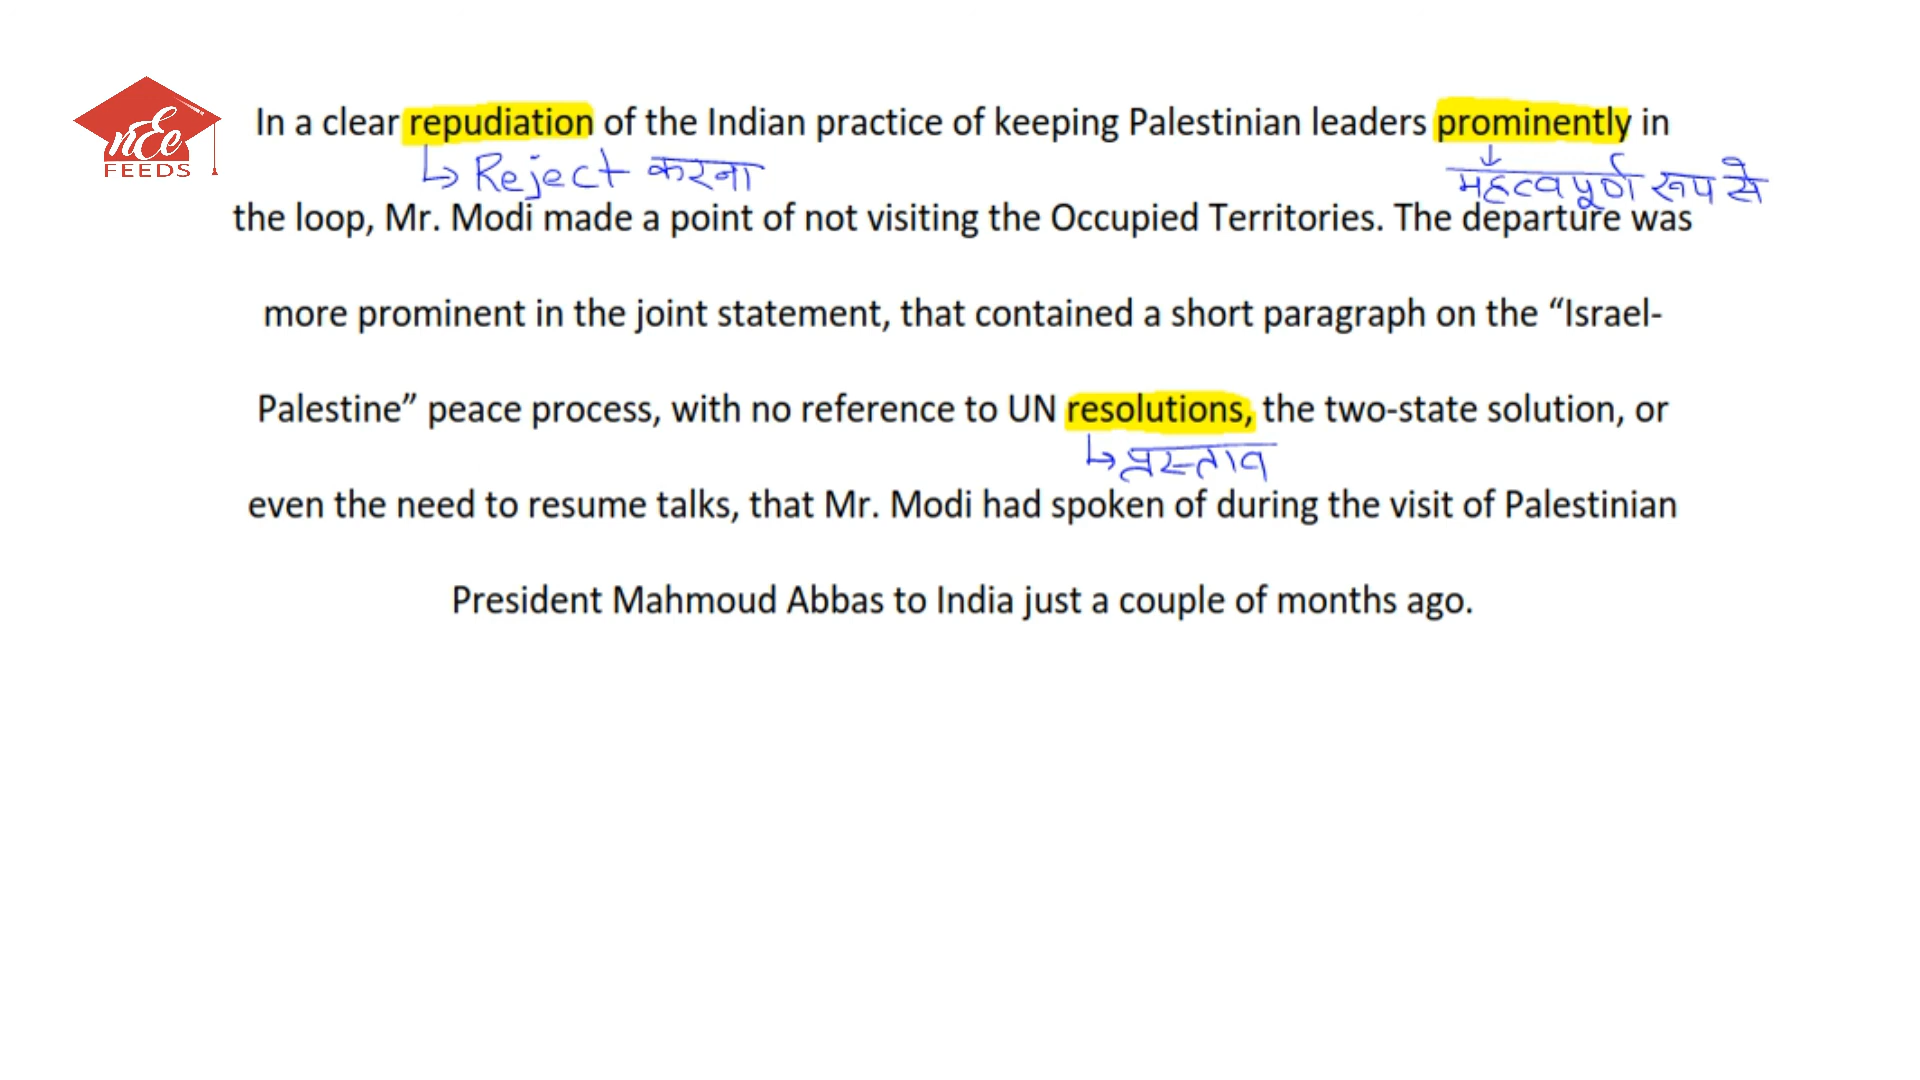 In a clear repudiation of the Indian practice of keeping Palestinian leaders prominently in
Reject करना
महत्वपूर्ण रूप से
the loop, Mr. Modi made a point of not visiting the Occupied Territories. The departure was
more prominent in the joint statement, that contained a short paragraph on the “Israel-
Palestine” peace process, with no reference to UN resolutions, the two-state solution, or
प्रस्ताव
even the need to resume talks, that Mr. Modi had spoken of during the visit of Palestinian
President Mahmoud Abbas to India just a couple of months ago.
nEe
FEEDS